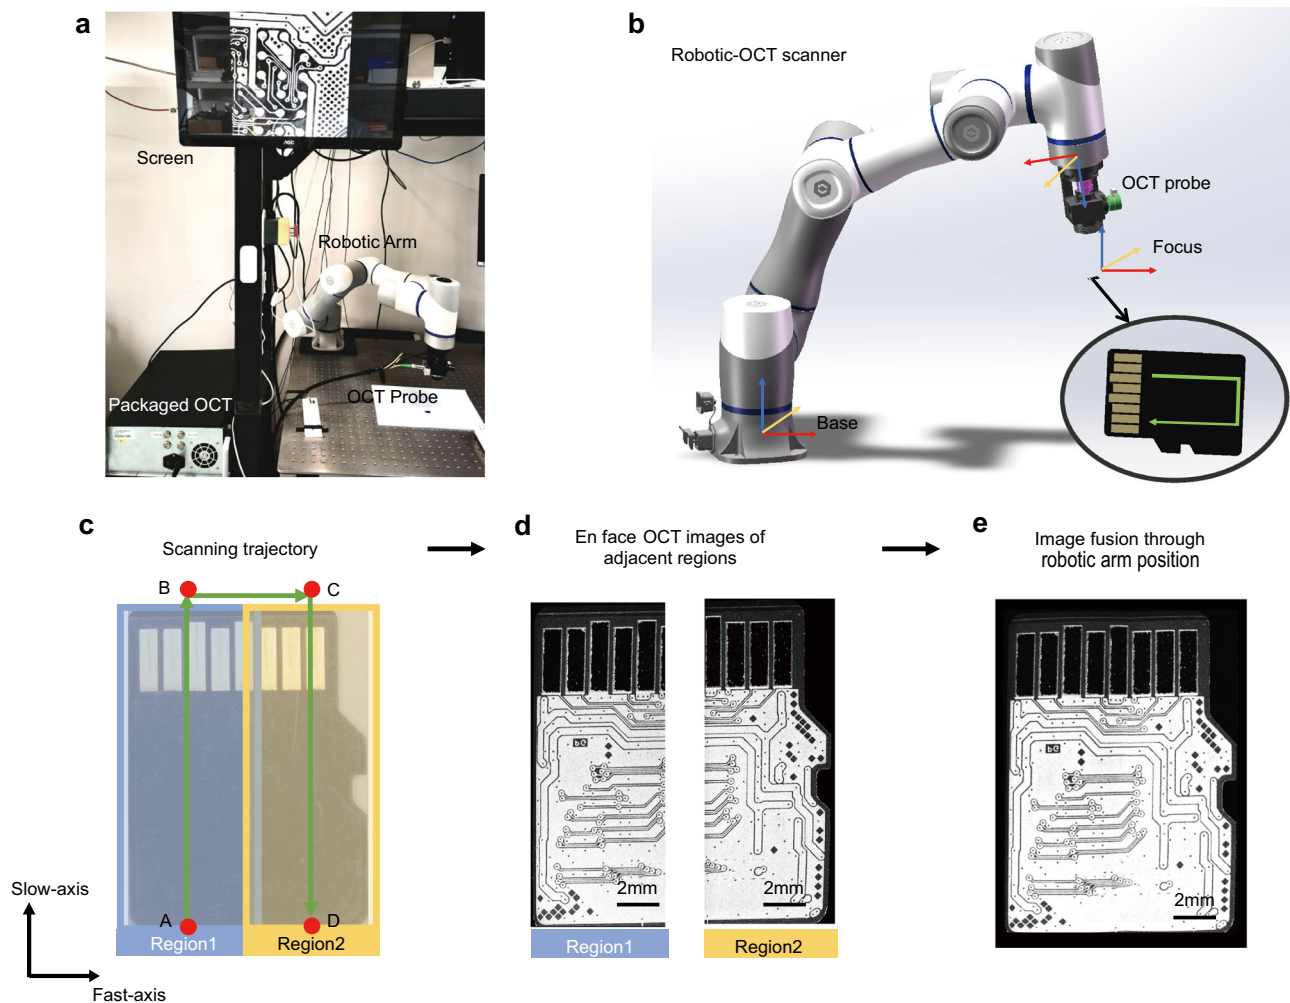 a
Screen
Robotic Arm
OCT Probe
Packaged OCT
b
Robotic-OCT scanner
OCT probe
Focus
Base
c
Scanning trajectory
B
C
A
D
Region1
Region2
Slow-axis
Fast-axis
d
En face OCT images of
adjacent regions
2mm
2mm
Region1
Region2
e
Image fusion through
robotic arm position
2mm